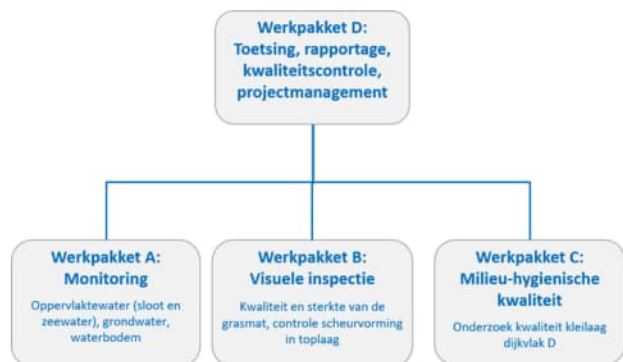 Werkpakket D:
Toetsing, rapportage,
kwaliteitscontrole,
projectmanagement
Werkpakket A:
Monitoring
Oppervlaktewater (sloot en
zeewater), grondwater,
waterbodem
Werkpakket B:
Visuele inspectie
Kwaliteit en sterkte van de
grasmat, controle scheurvorming
in toplaag
Werkpakket C:
Milieu-hygienische
kwaliteit
Onderzoek kwaliteit kleilaag
dijkvlak D